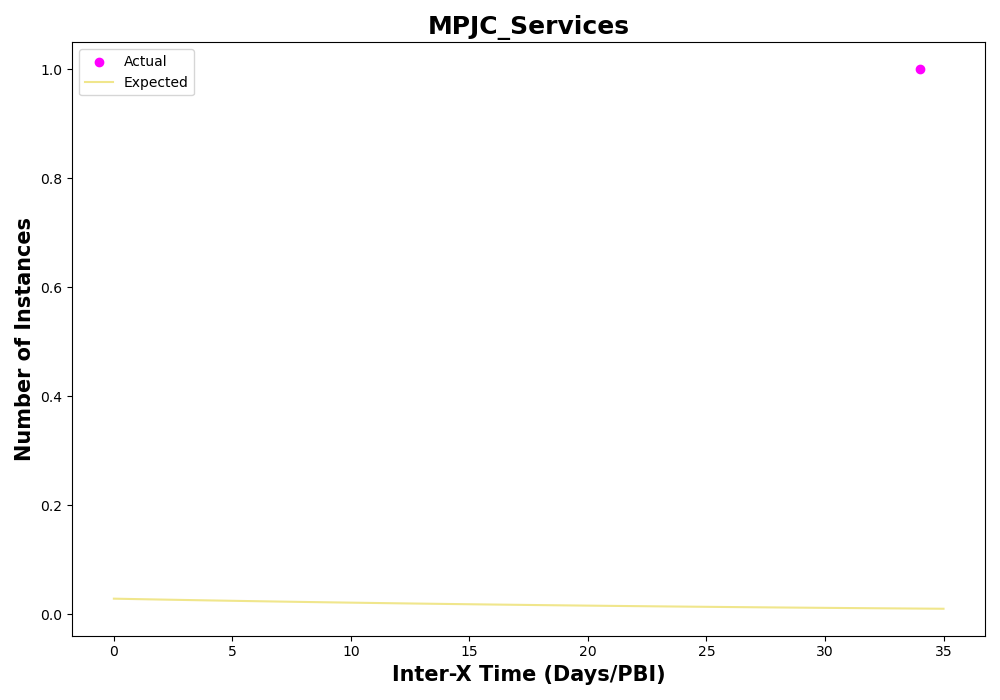 MPJC_Services
Actual
Expected
Number of Instances
1.0
0.8
0.6
0.4
0.2
0.0
0 5 10 15 20 25 30 35
Inter-X Time (Days/PBI)